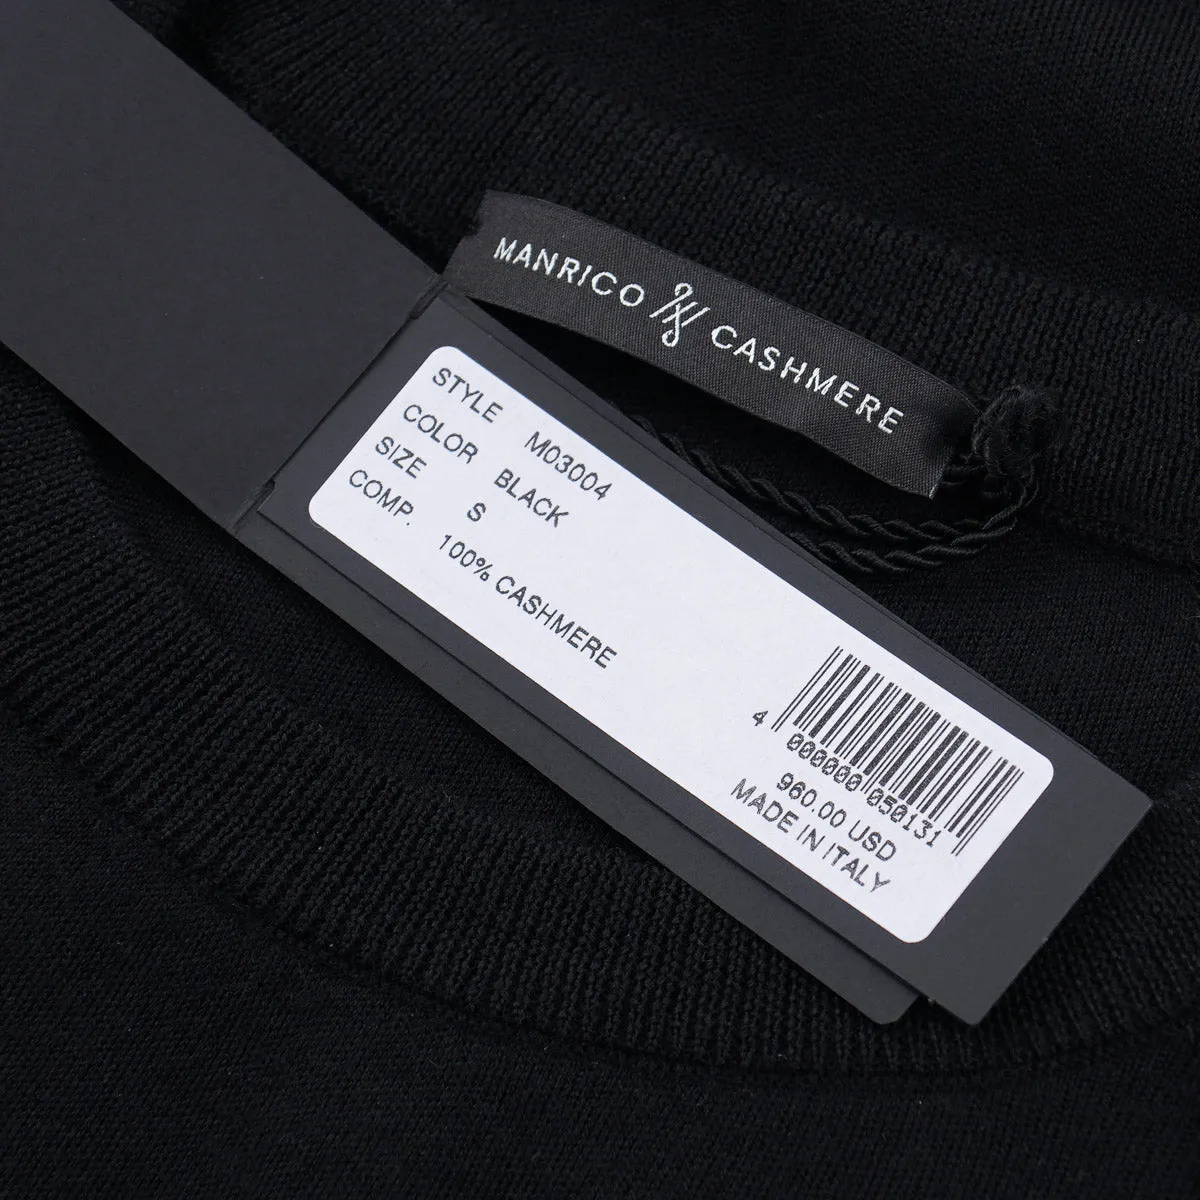 MANRICO CASHMERE
STYLE M03004
COLOR BLACK
SIZE S
COMP. 100% CASHMERE
4 000000 050131
960.00 USD
MADE IN ITALY